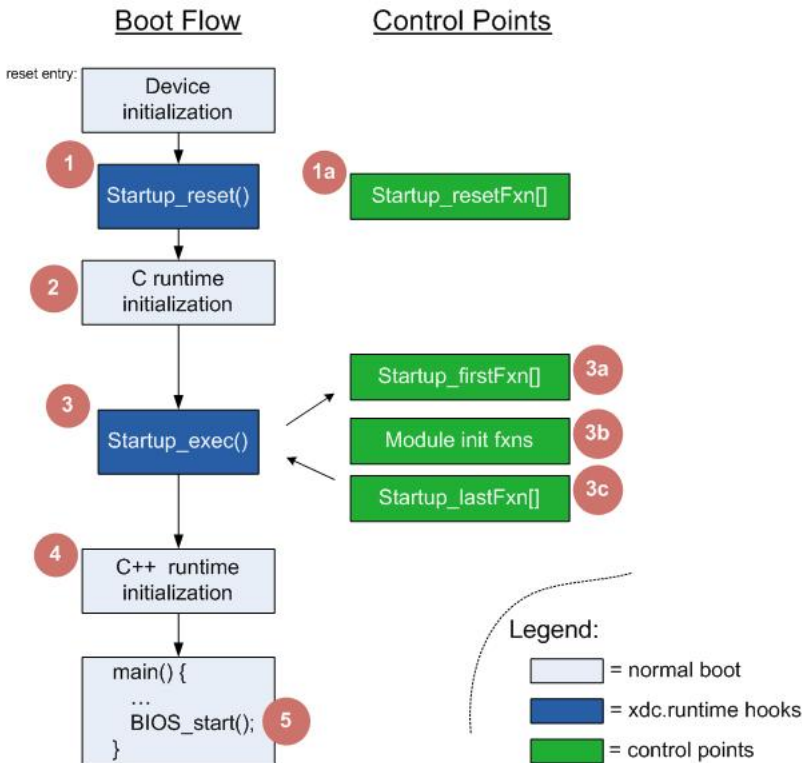 Boot Flow
Control Points
reset entry:
Device
initialization
1
Startup_reset()
1a
Startup_resetFxn[]
2
C runtime
initialization
3
Startup_exec()
Startup_firstFxn[]
3a
Module init fxns
3b
Startup_lastFxn[]
3c
4
C++ runtime
initialization
main() {
...
BIOS_start();
5
}
Legend:
= normal boot
= xdc.runtime hooks
= control points